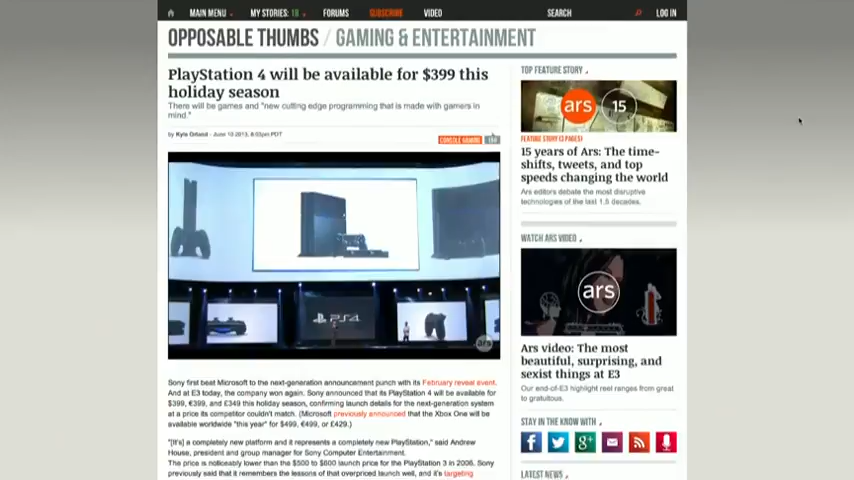 MAIN MENU
MY STORIES: 18
FORUMS
SUBSCRIBE
VIDEO
SEARCH
LOG IN
OPPOSABLE THUMBS / GAMING & ENTERTAINMENT
PlayStation 4 will be available for $399 this
holiday season
There will be games and "new cutting edge programming that is made with gamers in
mind."
by Kyle Orland - June 10 2013, 6:53pm PDT
CONSOLE GAMING
PS4
ars
Sony first beat Microsoft to the next-generation announcement punch with its February reveal event.
And at E3 today, the company won again. Sony announced that its PlayStation 4 will be available for
$399, €399, and £349 this holiday season, confirming launch details for the next-generation system
at a price its competitor couldn't match. (Microsoft previously announced that the Xbox One will be
available worldwide "this year" for $499, €499, or £429.)
"[It's] a completely new platform and it represents a completely new PlayStation," said Andrew
House, president and group manager for Sony Computer Entertainment.
The price is noticeably lower than the $500 to $600 launch price for the PlayStation 3 in 2006. Sony
previously said that it remembers the lessons of that overpriced launch well, and it's targeting
TOP FEATURE STORY
ars 15
FEATURE STORY (3 PAGES)
15 years of Ars: The time-
shifts, tweets, and top
speeds changing the world
Ars editors debate the most disruptive
technologies of the last 1.5 decades.
WATCH ARS VIDEO
ars
Ars video: The most
beautiful, surprising, and
sexist things at E3
Our end-of-E3 highlight reel ranges from great
to gratuitous.
STAY IN THE KNOW WITH
f
g+
LATEST NEWS